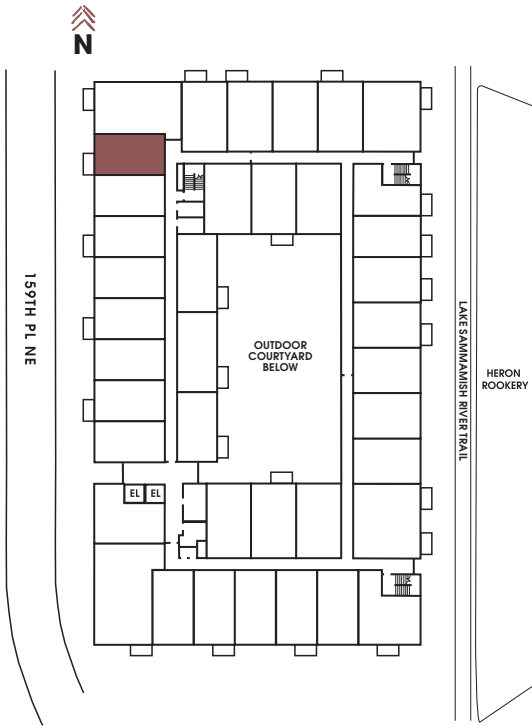 N
159TH PL NE
OUTDOOR
COURTYARD
BELOW
LAKE SAMMAMISH RIVER TRAIL
HERON
ROOKERY
EL EL